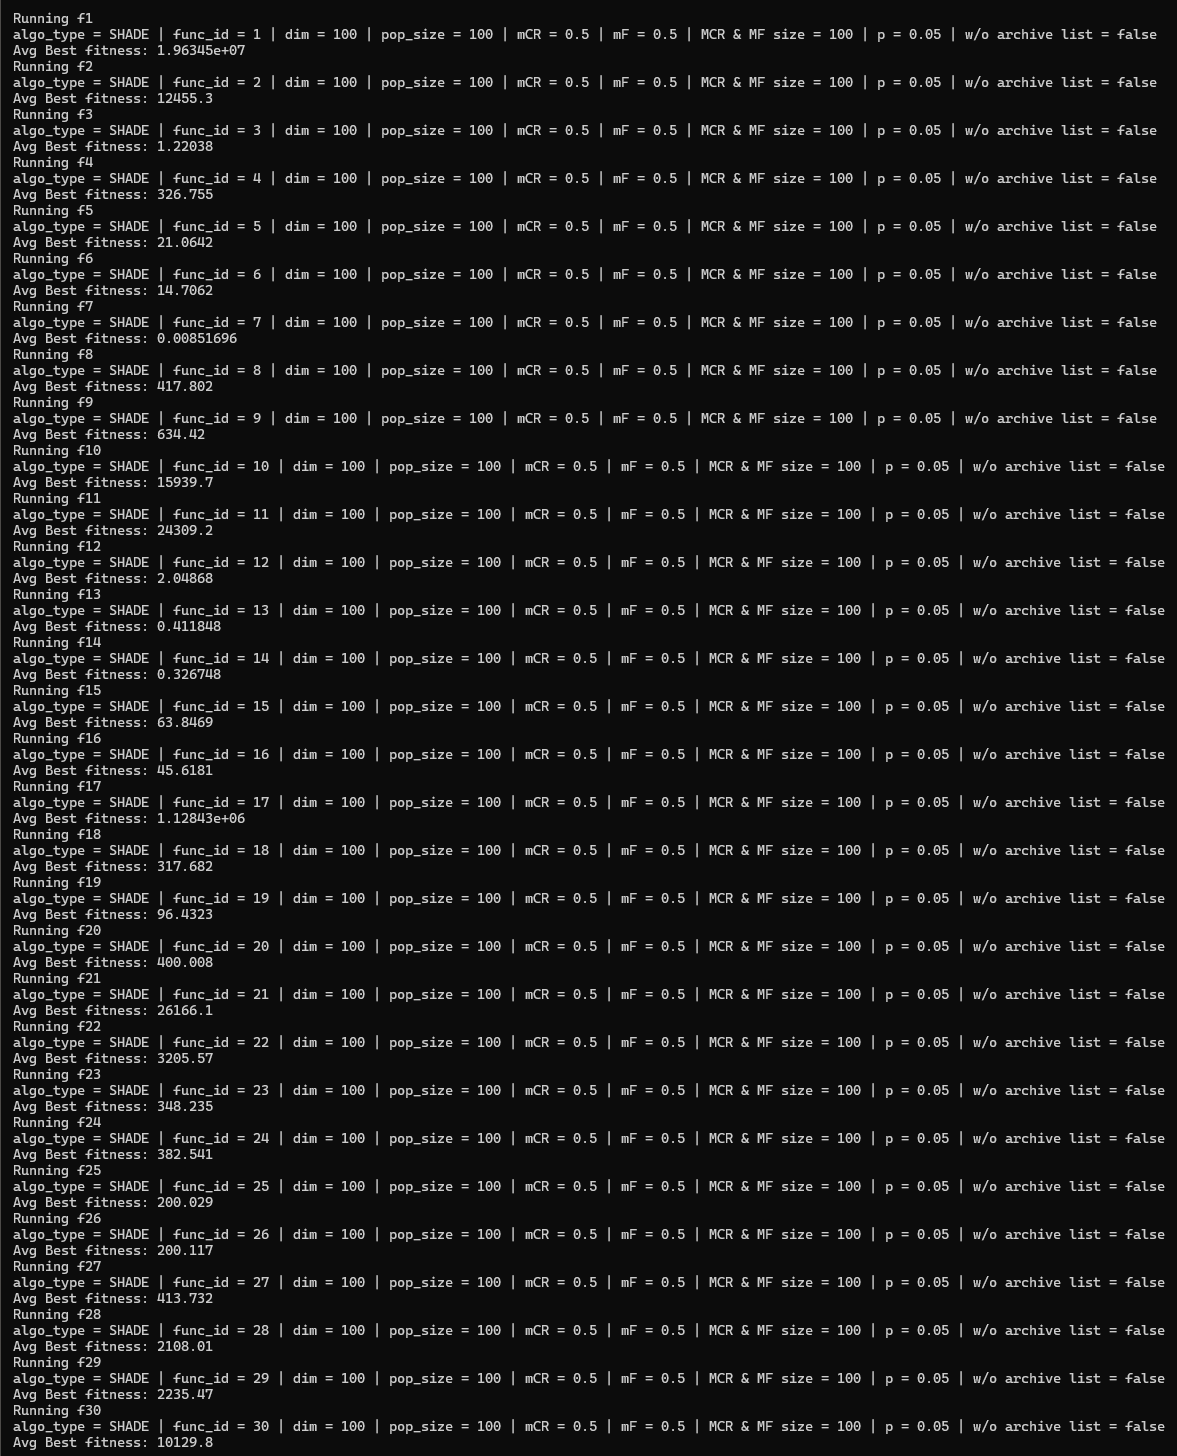 Running f1
algo_type = SHADE | func_id = 1 | dim = 100 | pop_size = 100 | mCR = 0.5 | mF = 0.5 | MCR & MF size = 100 | p = 0.05 | w/o archive list = false
Avg Best fitness: 1.96345e+07
Running f2
algo_type = SHADE | func_id = 2 | dim = 100 | pop_size = 100 | mCR = 0.5 | mF = 0.5 | MCR & MF size = 100 | p = 0.05 | w/o archive list = false
Avg Best fitness: 12455.3
Running f3
algo_type = SHADE | func_id = 3 | dim = 100 | pop_size = 100 | mCR = 0.5 | mF = 0.5 | MCR & MF size = 100 | p = 0.05 | w/o archive list = false
Avg Best fitness: 1.22038
Running f4
algo_type = SHADE | func_id = 4 | dim = 100 | pop_size = 100 | mCR = 0.5 | mF = 0.5 | MCR & MF size = 100 | p = 0.05 | w/o archive list = false
Avg Best fitness: 326.755
Running f5
algo_type = SHADE | func_id = 5 | dim = 100 | pop_size = 100 | mCR = 0.5 | mF = 0.5 | MCR & MF size = 100 | p = 0.05 | w/o archive list = false
Avg Best fitness: 21.0642
Running f6
algo_type = SHADE | func_id = 6 | dim = 100 | pop_size = 100 | mCR = 0.5 | mF = 0.5 | MCR & MF size = 100 | p = 0.05 | w/o archive list = false
Avg Best fitness: 14.7062
Running f7
algo_type = SHADE | func_id = 7 | dim = 100 | pop_size = 100 | mCR = 0.5 | mF = 0.5 | MCR & MF size = 100 | p = 0.05 | w/o archive list = false
Avg Best fitness: 0.00851696
Running f8
algo_type = SHADE | func_id = 8 | dim = 100 | pop_size = 100 | mCR = 0.5 | mF = 0.5 | MCR & MF size = 100 | p = 0.05 | w/o archive list = false
Avg Best fitness: 417.802
Running f9
algo_type = SHADE | func_id = 9 | dim = 100 | pop_size = 100 | mCR = 0.5 | mF = 0.5 | MCR & MF size = 100 | p = 0.05 | w/o archive list = false
Avg Best fitness: 634.42
Running f10
algo_type = SHADE | func_id = 10 | dim = 100 | pop_size = 100 | mCR = 0.5 | mF = 0.5 | MCR & MF size = 100 | p = 0.05 | w/o archive list = false
Avg Best fitness: 15939.7
Running f11
algo_type = SHADE | func_id = 11 | dim = 100 | pop_size = 100 | mCR = 0.5 | mF = 0.5 | MCR & MF size = 100 | p = 0.05 | w/o archive list = false
Avg Best fitness: 24309.2
Running f12
algo_type = SHADE | func_id = 12 | dim = 100 | pop_size = 100 | mCR = 0.5 | mF = 0.5 | MCR & MF size = 100 | p = 0.05 | w/o archive list = false
Avg Best fitness: 2.04868
Running f13
algo_type = SHADE | func_id = 13 | dim = 100 | pop_size = 100 | mCR = 0.5 | mF = 0.5 | MCR & MF size = 100 | p = 0.05 | w/o archive list = false
Avg Best fitness: 0.411848
Running f14
algo_type = SHADE | func_id = 14 | dim = 100 | pop_size = 100 | mCR = 0.5 | mF = 0.5 | MCR & MF size = 100 | p = 0.05 | w/o archive list = false
Avg Best fitness: 0.326748
Running f15
algo_type = SHADE | func_id = 15 | dim = 100 | pop_size = 100 | mCR = 0.5 | mF = 0.5 | MCR & MF size = 100 | p = 0.05 | w/o archive list = false
Avg Best fitness: 63.8469
Running f16
algo_type = SHADE | func_id = 16 | dim = 100 | pop_size = 100 | mCR = 0.5 | mF = 0.5 | MCR & MF size = 100 | p = 0.05 | w/o archive list = false
Avg Best fitness: 45.6181
Running f17
algo_type = SHADE | func_id = 17 | dim = 100 | pop_size = 100 | mCR = 0.5 | mF = 0.5 | MCR & MF size = 100 | p = 0.05 | w/o archive list = false
Avg Best fitness: 1.12843e+06
Running f18
algo_type = SHADE | func_id = 18 | dim = 100 | pop_size = 100 | mCR = 0.5 | mF = 0.5 | MCR & MF size = 100 | p = 0.05 | w/o archive list = false
Avg Best fitness: 317.682
Running f19
algo_type = SHADE | func_id = 19 | dim = 100 | pop_size = 100 | mCR = 0.5 | mF = 0.5 | MCR & MF size = 100 | p = 0.05 | w/o archive list = false
Avg Best fitness: 96.4323
Running f20
algo_type = SHADE | func_id = 20 | dim = 100 | pop_size = 100 | mCR = 0.5 | mF = 0.5 | MCR & MF size = 100 | p = 0.05 | w/o archive list = false
Avg Best fitness: 400.008
Running f21
algo_type = SHADE | func_id = 21 | dim = 100 | pop_size = 100 | mCR = 0.5 | mF = 0.5 | MCR & MF size = 100 | p = 0.05 | w/o archive list = false
Avg Best fitness: 26166.1
Running f22
algo_type = SHADE | func_id = 22 | dim = 100 | pop_size = 100 | mCR = 0.5 | mF = 0.5 | MCR & MF size = 100 | p = 0.05 | w/o archive list = false
Avg Best fitness: 3205.57
Running f23
algo_type = SHADE | func_id = 23 | dim = 100 | pop_size = 100 | mCR = 0.5 | mF = 0.5 | MCR & MF size = 100 | p = 0.05 | w/o archive list = false
Avg Best fitness: 348.235
Running f24
algo_type = SHADE | func_id = 24 | dim = 100 | pop_size = 100 | mCR = 0.5 | mF = 0.5 | MCR & MF size = 100 | p = 0.05 | w/o archive list = false
Avg Best fitness: 382.541
Running f25
algo_type = SHADE | func_id = 25 | dim = 100 | pop_size = 100 | mCR = 0.5 | mF = 0.5 | MCR & MF size = 100 | p = 0.05 | w/o archive list = false
Avg Best fitness: 200.029
Running f26
algo_type = SHADE | func_id = 26 | dim = 100 | pop_size = 100 | mCR = 0.5 | mF = 0.5 | MCR & MF size = 100 | p = 0.05 | w/o archive list = false
Avg Best fitness: 200.117
Running f27
algo_type = SHADE | func_id = 27 | dim = 100 | pop_size = 100 | mCR = 0.5 | mF = 0.5 | MCR & MF size = 100 | p = 0.05 | w/o archive list = false
Avg Best fitness: 413.732
Running f28
algo_type = SHADE | func_id = 28 | dim = 100 | pop_size = 100 | mCR = 0.5 | mF = 0.5 | MCR & MF size = 100 | p = 0.05 | w/o archive list = false
Avg Best fitness: 2108.01
Running f29
algo_type = SHADE | func_id = 29 | dim = 100 | pop_size = 100 | mCR = 0.5 | mF = 0.5 | MCR & MF size = 100 | p = 0.05 | w/o archive list = false
Avg Best fitness: 2235.47
Running f30
algo_type = SHADE | func_id = 30 | dim = 100 | pop_size = 100 | mCR = 0.5 | mF = 0.5 | MCR & MF size = 100 | p = 0.05 | w/o archive list = false
Avg Best fitness: 10129.8